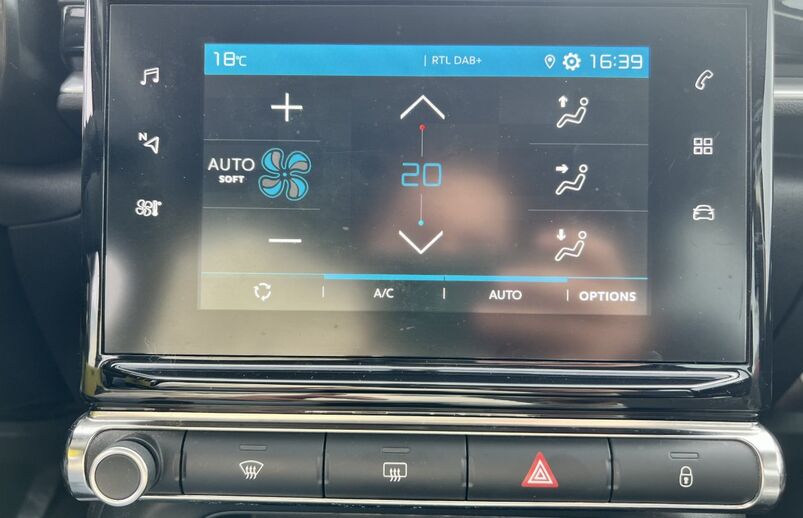 18°C | RTL DAB+ 16:39
N
AUTO
SOFT
20
A/C | AUTO | OPTIONS